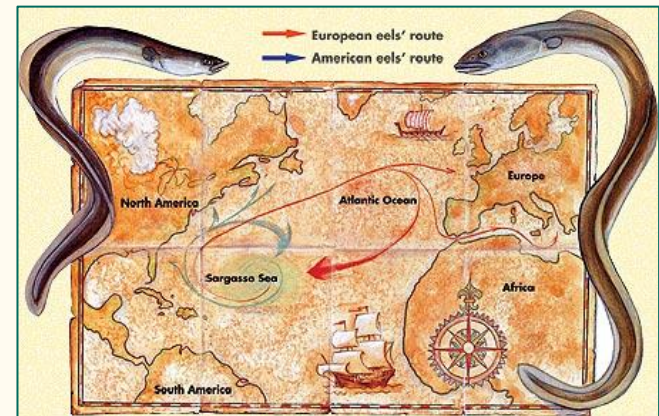 European eels' route
American eels' route
North America
Atlantic Ocean
Europe
Sargasso Sea
Africa
South America